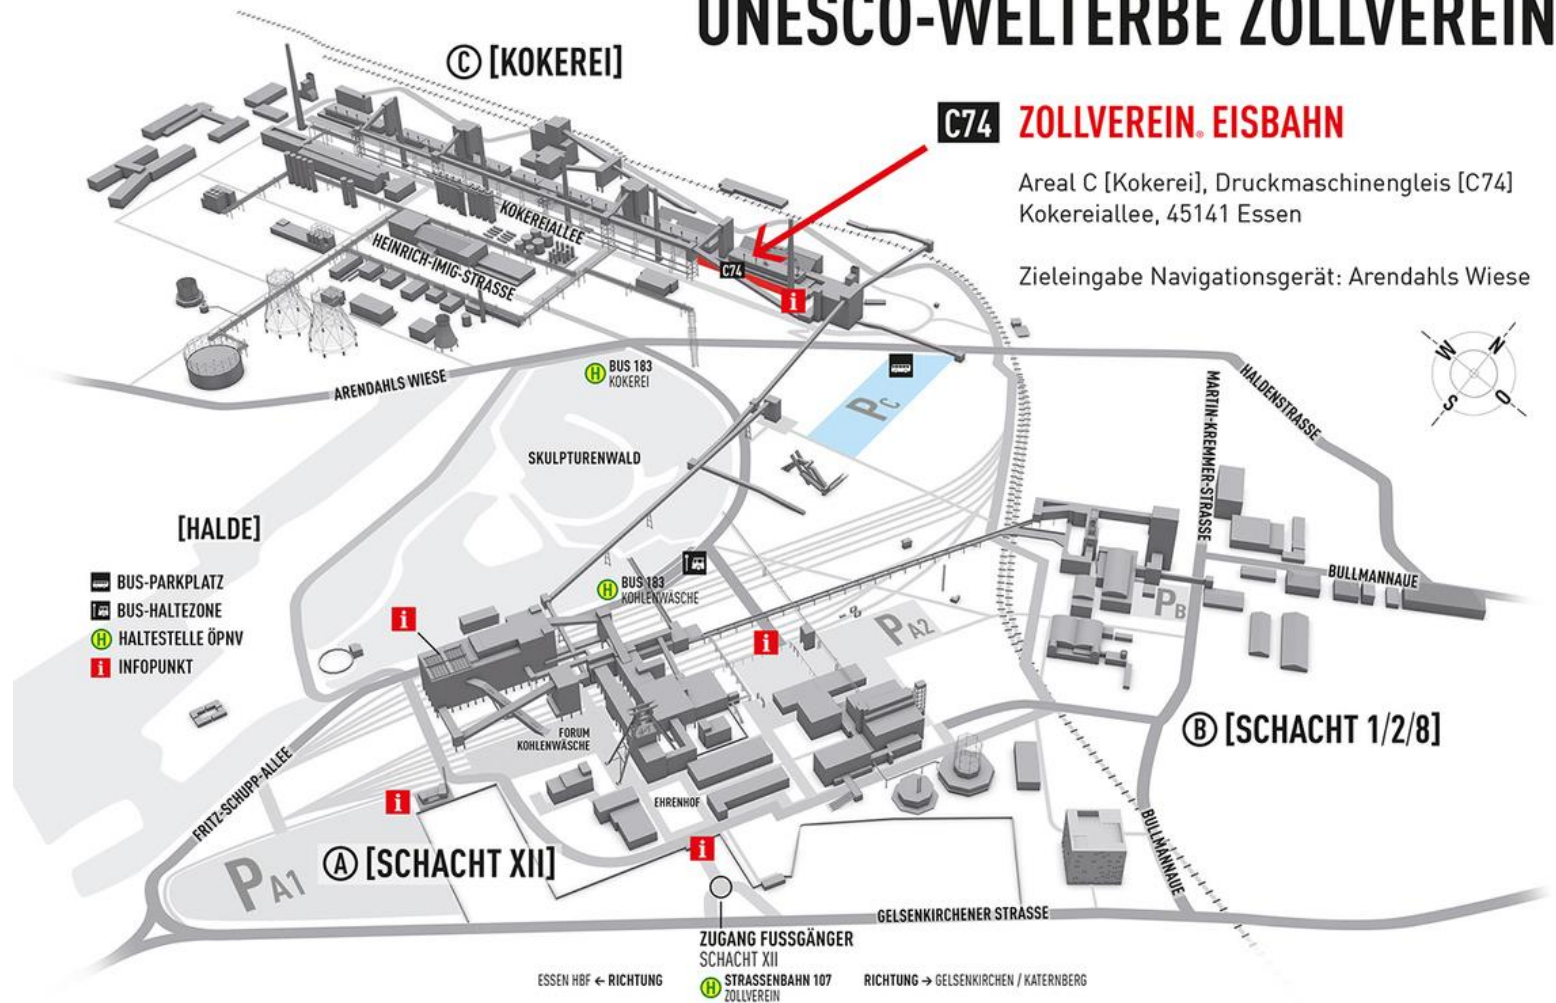 UNESCO-WELTERBE ZOLLVEREIN
C [KOKEREI]
C74 ZOLLVEREIN® EISBAHN
Areal C [Kokerei], Druckmaschinengleis [C74]
Kokereiallee, 45141 Essen
Zieleingabe Navigationsgerät: Arendahls Wiese
KOKEREIALLEE
HEINRICH-IMIG-STRASSE
C74
i
W N
S O
ARENDAHLS WIESE
H BUS 183
KOKEREI
PC
HALDENSTRASSE
MARTIN-KREMMER-STRASSE
SKULPTURENWALD
[HALDE]
BUS-PARKPLATZ
BUS-HALTEZONE
H HALTESTELLE ÖPNV
i INFOPUNKT
H BUS 183
KOHLENWÄSCHE
BULLMANNAUE
PB
PA2
i
i
B [SCHACHT 1/2/8]
FORUM
KOHLENWÄSCHE
EHRENHOF
FRITZ-SCHUPP-ALLEE
i
i
A [SCHACHT XII]
PA1
BULLMANNAUE
GELSENKIRCHENER STRASSE
ZUGANG FUSSGÄNGER
SCHACHT XII
ESSEN HBF ← RICHTUNG
H STRASSENBAHN 107
ZOLLVEREIN
RICHTUNG → GELSENKIRCHEN / KATERNBERG